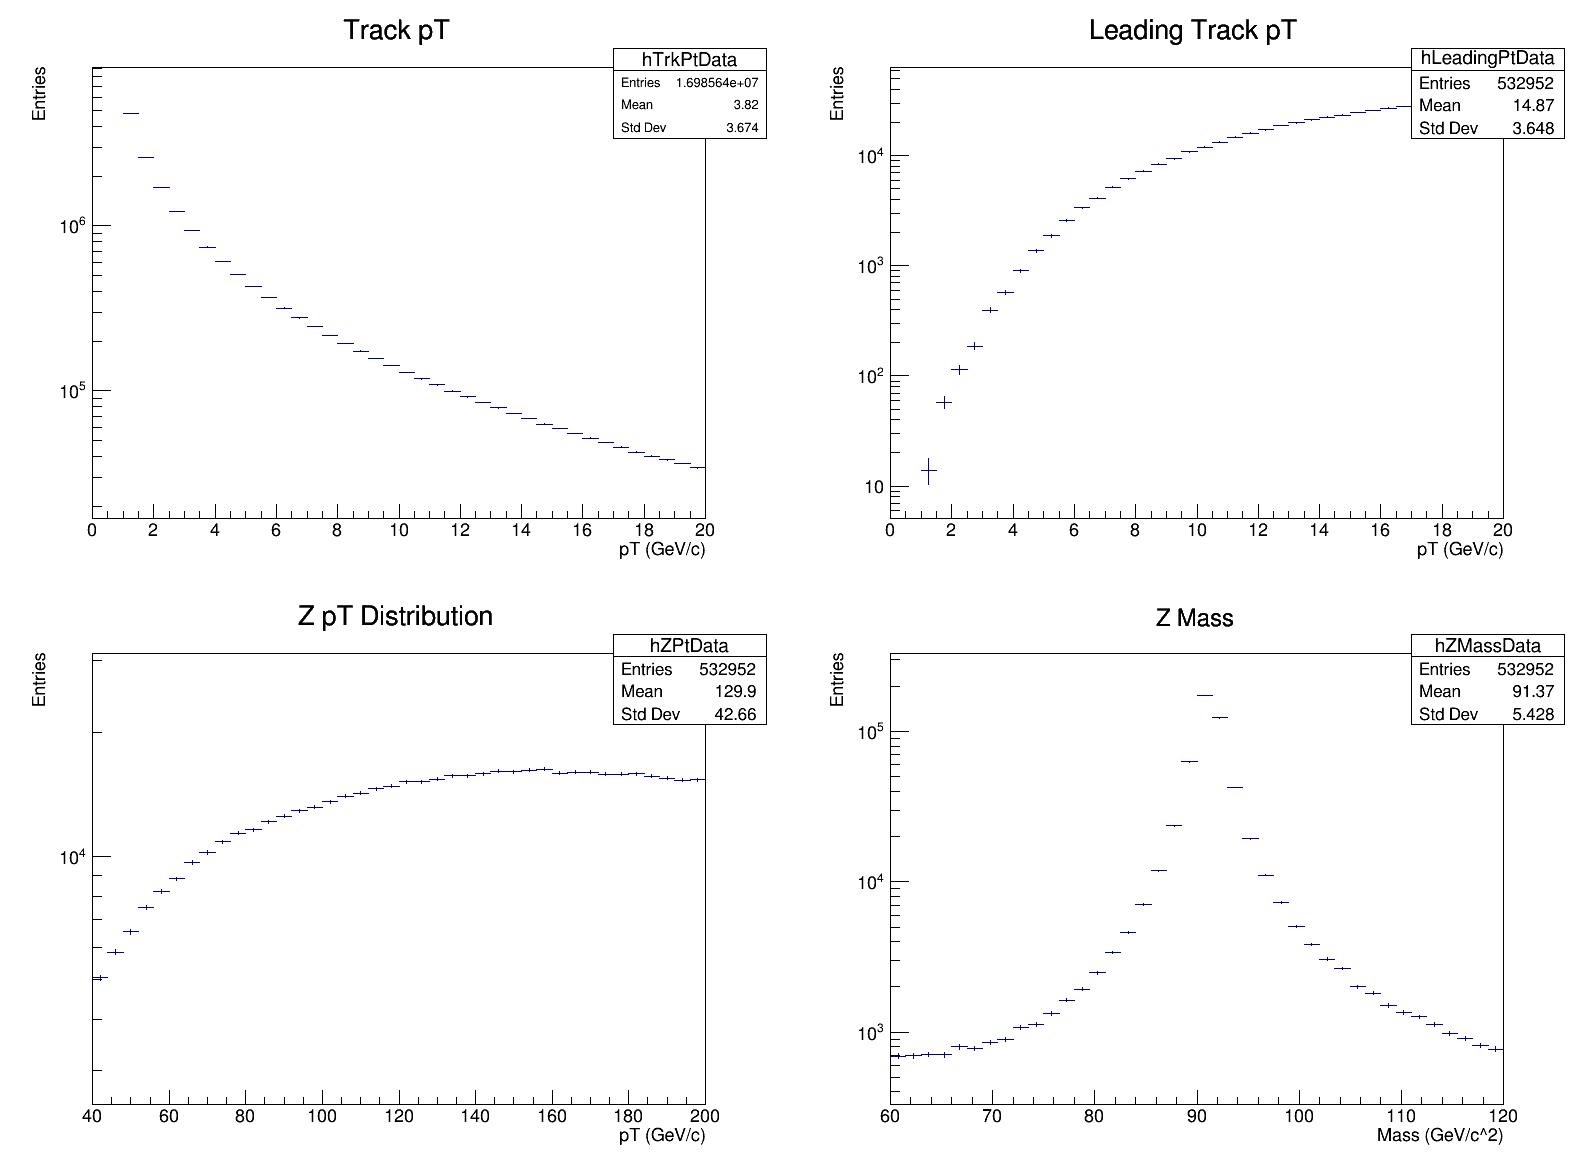 Track pT
Entries
hTrkPtData
Entries 1.698564e+07
Mean 3.82
Std Dev 3.674
10^6
10^5
0 2 4 6 8 10 12 14 16 18 20
pT (GeV/c)
Leading Track pT
Entries
hLeadingPtData
Entries 532952
Mean 14.87
Std Dev 3.648
10^4
10^3
10^2
10
0 2 4 6 8 10 12 14 16 18 20
pT (GeV/c)
Z pT Distribution
Entries
hZPtData
Entries 532952
Mean 129.9
Std Dev 42.66
10^4
40 60 80 100 120 140 160 180 200
pT (GeV/c)
Z Mass
Entries
hZMassData
Entries 532952
Mean 91.37
Std Dev 5.428
10^5
10^4
10^3
60 70 80 90 100 110 120
Mass (GeV/c^2)